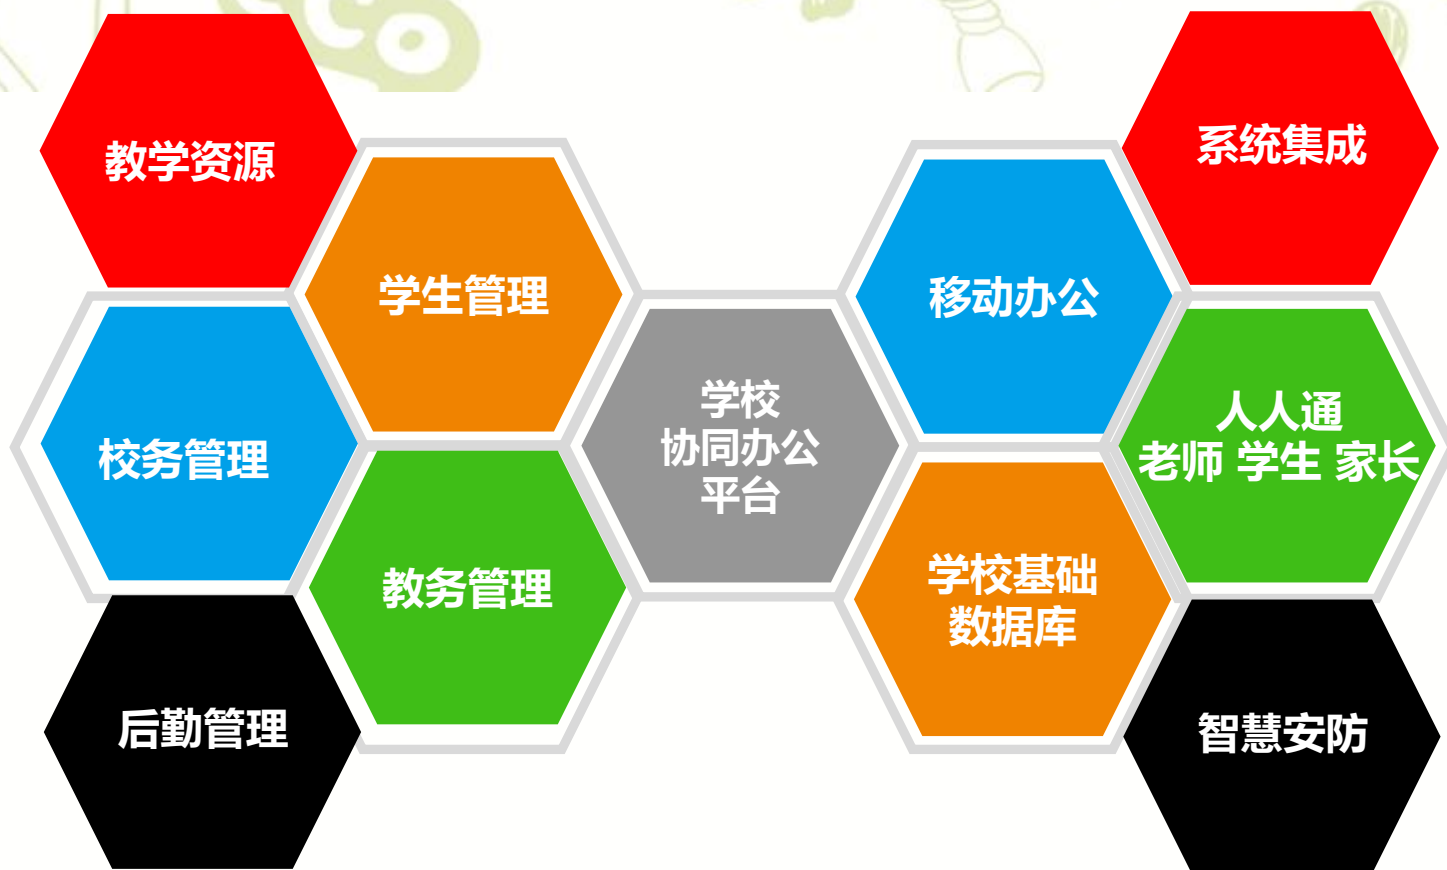 教学资源
学生管理
校务管理
教务管理
后勤管理
学校
协同办公
平台
移动办公
学校基础
数据库
系统集成
人人通
老师 学生 家长
智慧安防